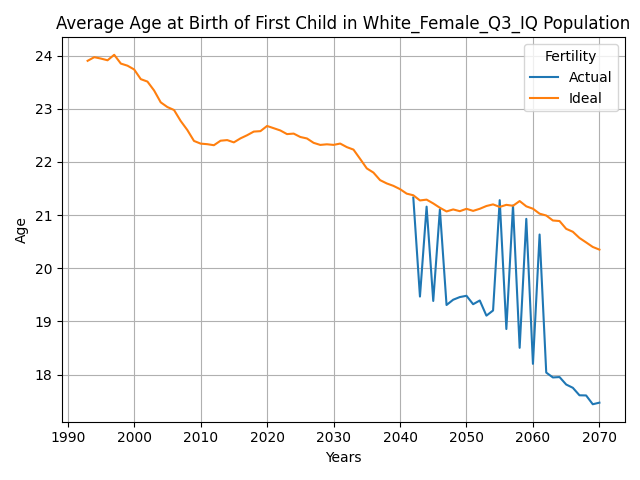 Average Age at Birth of First Child in White_Female_Q3_IQ Population
Fertility
Actual
Ideal
Age
24
23
22
21
20
19
18
1990
2000
2010
2020
2030
2040
2050
2060
2070
Years